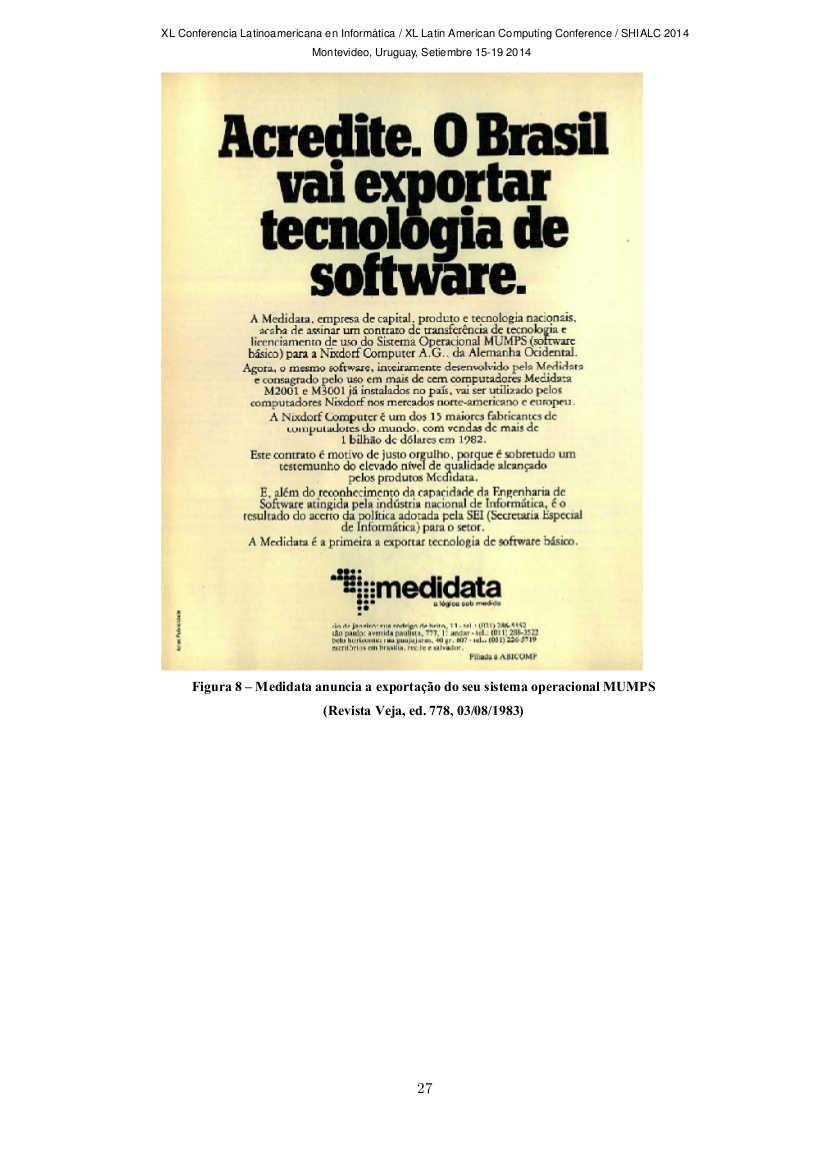 XL Conferencia Latinoamericana en Informática / XL Latin American Computing Conference / SHIALC 2014
Montevideo, Uruguay, Setiembre 15-19 2014
Acredite. O Brasil
vai exportar
tecnologia de
software.
A Medidata, empresa de capital, produto e tecnologia nacionais,
acaba de assinar um contrato de transferência de tecnologia e
licenciamento de uso do Sistema Operacional MUMPS (software
básico) para a Nixdorf Computer A.G., da Alemanha Ocidental.
Agora, o mesmo software, inteiramente desenvolvido pela Medidata
e consagrado pelo uso em mais de cem computadores Medidata
M2001 e M3001 já instalados no país, vai ser utilizado pelos
computadores Nixdorf nos mercados norte-americano e europeu.
A Nixdorf Computer é um dos 15 maiores fabricantes de
computadores do mundo, com vendas de mais de
1 bilhão de dólares em 1982.
Este contrato é motivo de justo orgulho, porque é sobretudo um
testemunho do elevado nível de qualidade alcançado
pelos produtos Medidata.
E, além do reconhecimento da capacidade da Engenharia de
Software atingida pela indústria nacional de Informática, é o
resultado do acerto da política adotada pela SEI (Secretaria Especial
de Informática) para o setor.
A Medidata é a primeira a exportar tecnologia de software básico.
medidata
a lógica sob medida
rio de janeiro: rua rodrigo de brito, 11 - tel.: (021)
são paulo: avenida paulista, 777, 1º andar - tel.: (011) 288-3522
belo horizonte: rua guajajaras, 40 gr. 807 - tel.: (031) 226-5719
escritórios em brasília, recife e salvador.
Filiada à ABICOMP
Figura 8 – Medidata anuncia a exportação do seu sistema operacional MUMPS
(Revista Veja, ed. 778, 03/08/1983)
27